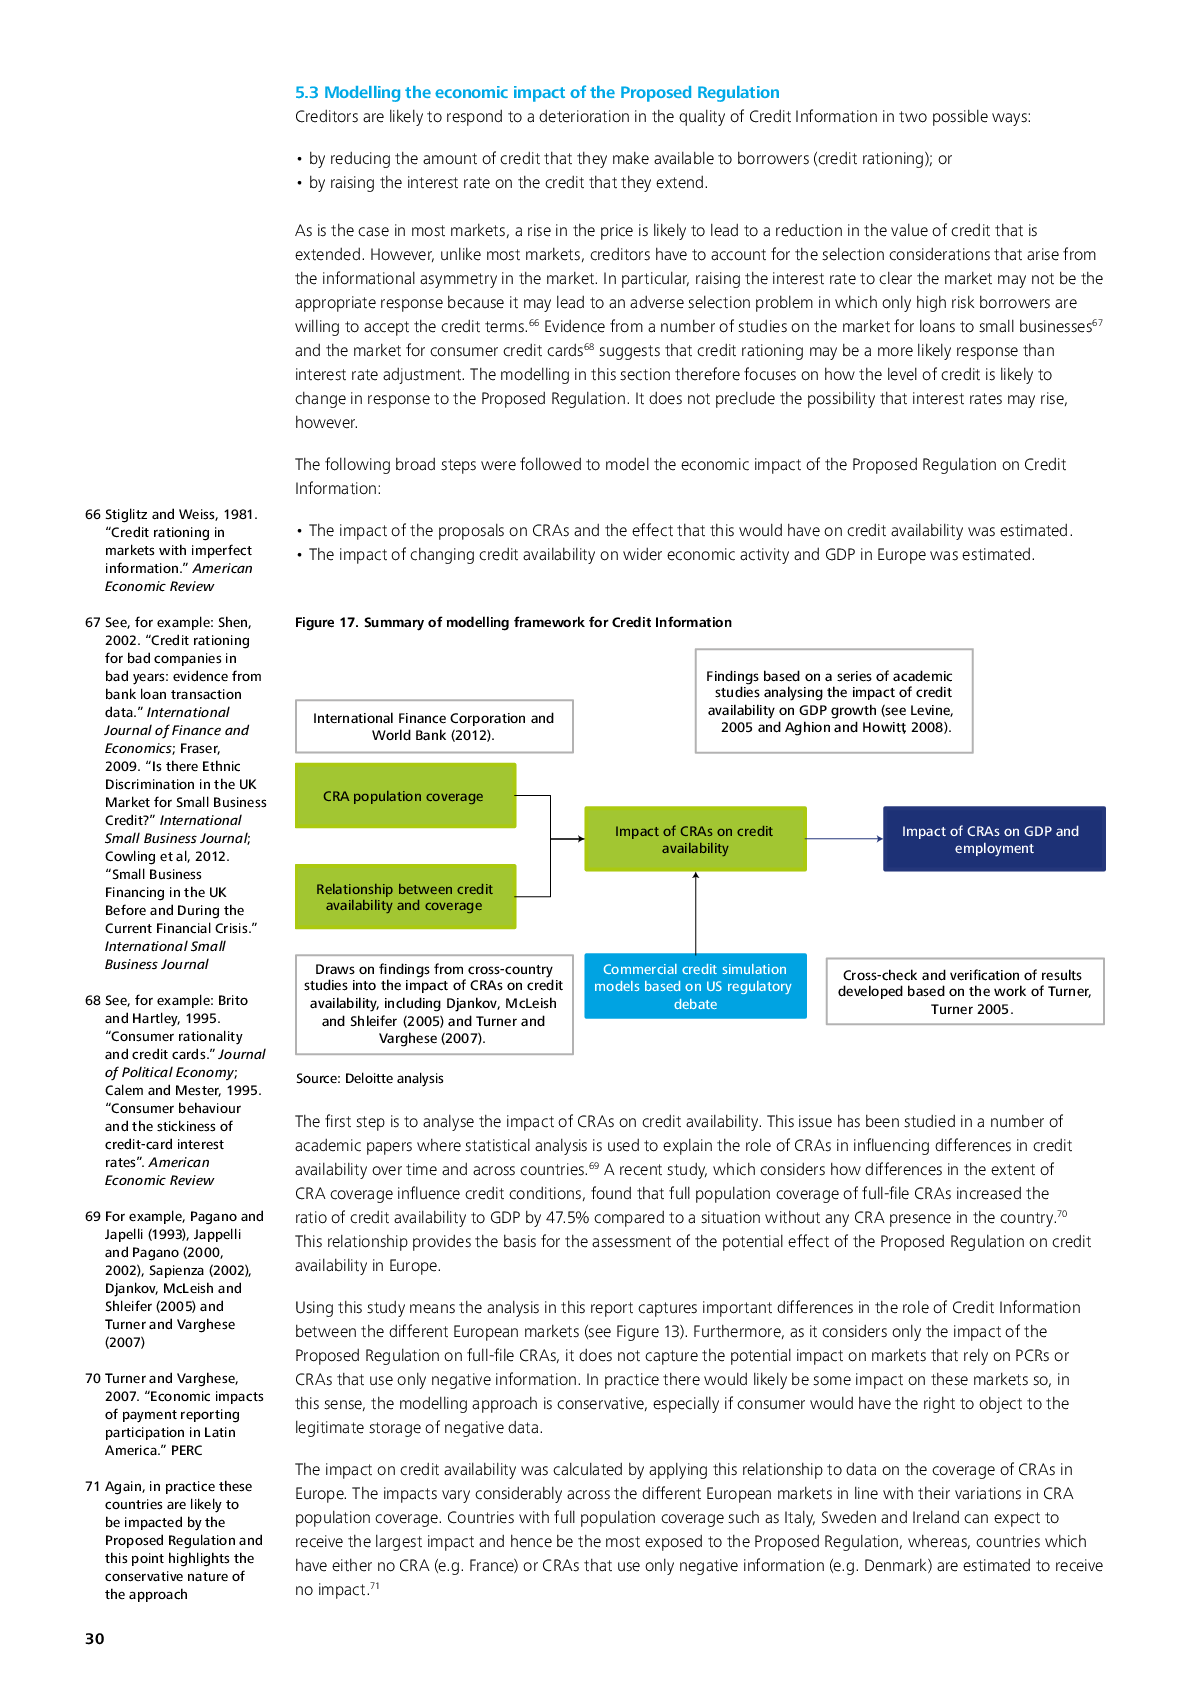 5.3 Modelling the economic impact of the Proposed Regulation
Creditors are likely to respond to a deterioration in the quality of Credit Information in two possible ways:
• by reducing the amount of credit that they make available to borrowers (credit rationing); or
• by raising the interest rate on the credit that they extend.
As is the case in most markets, a rise in the price is likely to lead to a reduction in the value of credit that is
extended. However, unlike most markets, creditors have to account for the selection considerations that arise from
the informational asymmetry in the market. In particular, raising the interest rate to clear the market may not be the
appropriate response because it may lead to an adverse selection problem in which only high risk borrowers are
willing to accept the credit terms.66 Evidence from a number of studies on the market for loans to small businesses67
and the market for consumer credit cards68 suggests that credit rationing may be a more likely response than
interest rate adjustment. The modelling in this section therefore focuses on how the level of credit is likely to
change in response to the Proposed Regulation. It does not preclude the possibility that interest rates may rise,
however.
The following broad steps were followed to model the economic impact of the Proposed Regulation on Credit
Information:
• The impact of the proposals on CRAs and the effect that this would have on credit availability was estimated.
• The impact of changing credit availability on wider economic activity and GDP in Europe was estimated.
Figure 17. Summary of modelling framework for Credit Information
International Finance Corporation and
World Bank (2012).
Findings based on a series of academic
studies analysing the impact of credit
availability on GDP growth (see Levine,
2005 and Aghion and Howitt, 2008).
CRA population coverage
Relationship between credit
availability and coverage
Impact of CRAs on credit
availability
Impact of CRAs on GDP and
employment
Draws on findings from cross-country
studies into the impact of CRAs on credit
availability, including Djankov, McLeish
and Shleifer (2005) and Turner and
Varghese (2007).
Commercial credit simulation
models based on US regulatory
debate
Cross-check and verification of results
developed based on the work of Turner,
Turner 2005.
Source: Deloitte analysis
The first step is to analyse the impact of CRAs on credit availability. This issue has been studied in a number of
academic papers where statistical analysis is used to explain the role of CRAs in influencing differences in credit
availability over time and across countries.69 A recent study, which considers how differences in the extent of
CRA coverage influence credit conditions, found that full population coverage of full-file CRAs increased the
ratio of credit availability to GDP by 47.5% compared to a situation without any CRA presence in the country.70
This relationship provides the basis for the assessment of the potential effect of the Proposed Regulation on credit
availability in Europe.
Using this study means the analysis in this report captures important differences in the role of Credit Information
between the different European markets (see Figure 13). Furthermore, as it considers only the impact of the
Proposed Regulation on full-file CRAs, it does not capture the potential impact on markets that rely on PCRs or
CRAs that use only negative information. In practice there would likely be some impact on these markets so, in
this sense, the modelling approach is conservative, especially if consumer would have the right to object to the
legitimate storage of negative data.
The impact on credit availability was calculated by applying this relationship to data on the coverage of CRAs in
Europe. The impacts vary considerably across the different European markets in line with their variations in CRA
population coverage. Countries with full population coverage such as Italy, Sweden and Ireland can expect to
receive the largest impact and hence be the most exposed to the Proposed Regulation, whereas, countries which
have either no CRA (e.g. France) or CRAs that use only negative information (e.g. Denmark) are estimated to receive
no impact.71
66 Stiglitz and Weiss, 1981.
“Credit rationing in
markets with imperfect
information.” American
Economic Review
67 See, for example: Shen,
2002. “Credit rationing
for bad companies in
bad years: evidence from
bank loan transaction
data.” International
Journal of Finance and
Economics; Fraser,
2009. “Is there Ethnic
Discrimination in the UK
Market for Small Business
Credit?” International
Small Business Journal;
Cowling et al, 2012.
“Small Business
Financing in the UK
Before and During the
Current Financial Crisis.”
International Small
Business Journal
68 See, for example: Brito
and Hartley, 1995.
“Consumer rationality
and credit cards.” Journal
of Political Economy;
Calem and Mester, 1995.
“Consumer behaviour
and the stickiness of
credit-card interest
rates”. American
Economic Review
69 For example, Pagano and
Japelli (1993), Jappelli
and Pagano (2000,
2002), Sapienza (2002),
Djankov, McLeish and
Shleifer (2005) and
Turner and Varghese
(2007)
70 Turner and Varghese,
2007. “Economic impacts
of payment reporting
participation in Latin
America.” PERC
71 Again, in practice these
countries are likely to
be impacted by the
Proposed Regulation and
this point highlights the
conservative nature of
the approach
30